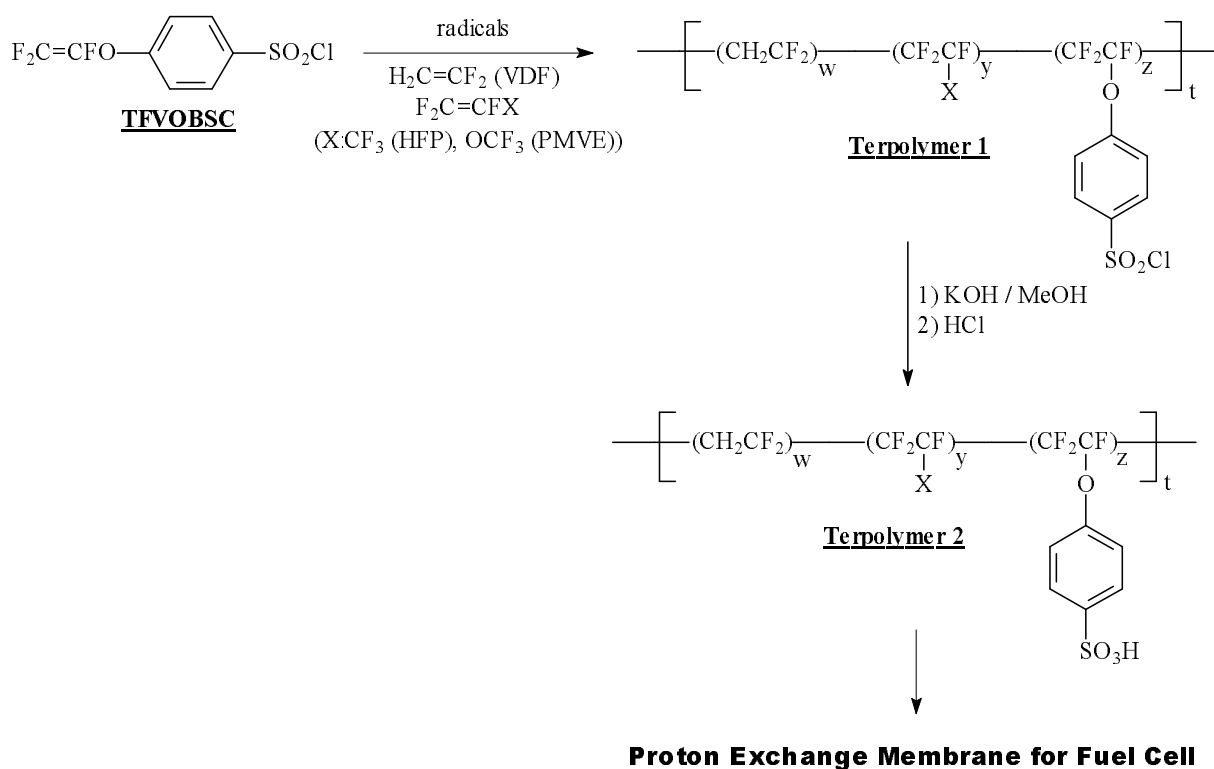 F₂C=CFO
SO₂Cl
TFVOBSC
radicals
H₂C=CF₂ (VDF)
F₂C=CFX
(X:CF₃ (HFP), OCF₃ (PMVE))
(CH₂CF₂)w (CF₂CF)y (CF₂CF)z t
X O
Terpolymer 1
SO₂Cl
1) KOH / MeOH
2) HCl
(CH₂CF₂)w (CF₂CF)y (CF₂CF)z t
X O
Terpolymer 2
SO₃H
Proton Exchange Membrane for Fuel Cell